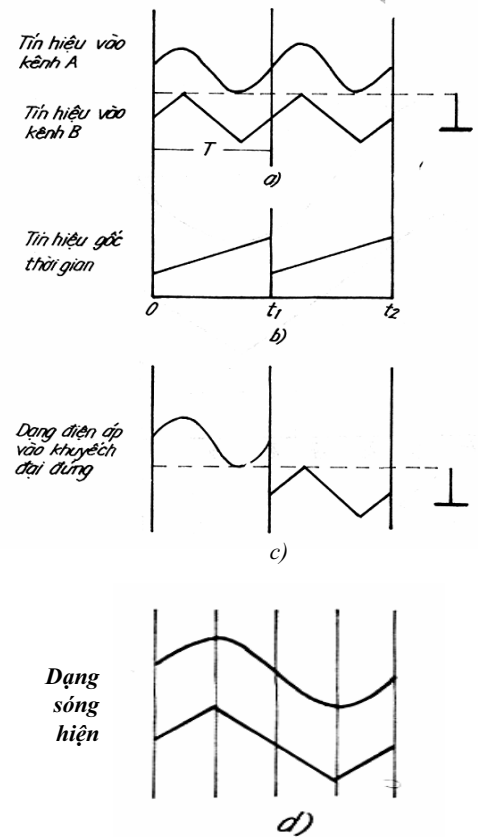 Tín hiệu vào
kênh A
Tín hiệu vào
kênh B
T
a)
Tín hiệu gốc
thời gian
0
t1
t2
b)
Dạng điện áp
vào khuyếch
đại đứng
c)
Dạng
sóng
hiện
d)